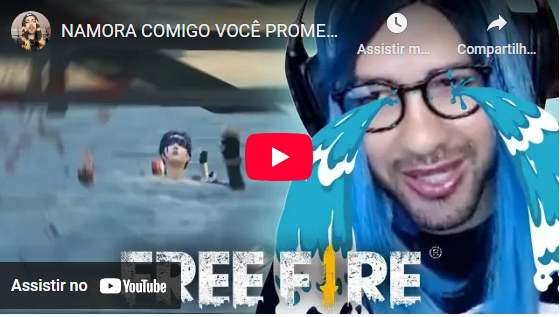 NAMORA COMIGO VOCÊ PROME...
Assistir m...
Compartilh...
FREE FIRE®
Assistir no YouTube